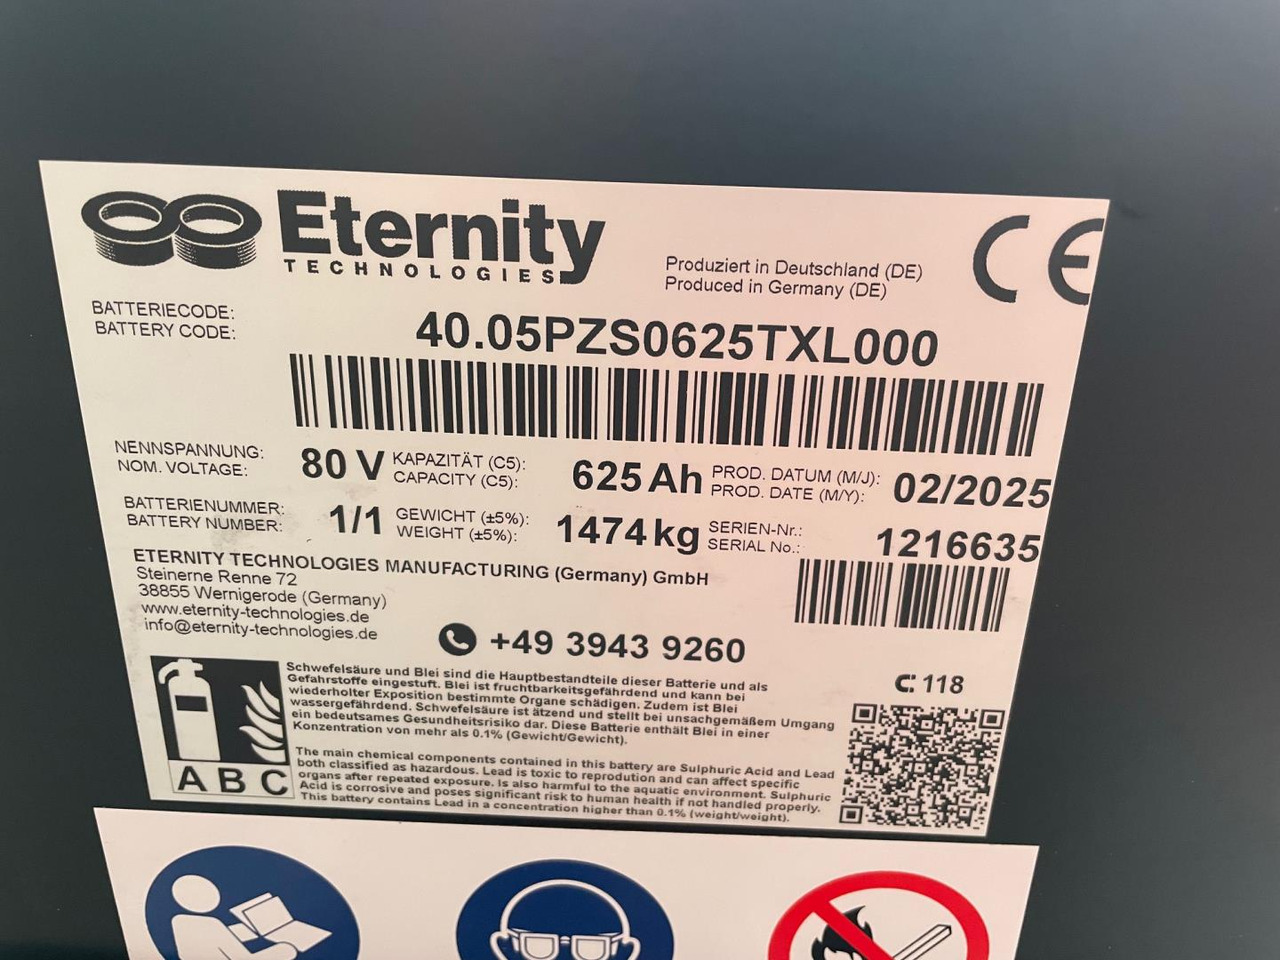 Eternity
TECHNOLOGIES
Produziert in Deutschland (DE)
Produced in Germany (DE)
CE
BATTERIECODE:
BATTERY CODE:
40.05PZS0625TXL000
NENNSPANNUNG:
NOM. VOLTAGE:
80 V
KAPAZITÄT (C5):
CAPACITY (C5):
625 Ah
PROD. DATUM (M/J):
PROD. DATE (M/Y):
02/2025
BATTERIENUMMER:
BATTERY NUMBER:
1/1
GEWICHT (±5%):
WEIGHT (±5%):
1474 kg
SERIEN-Nr.:
SERIAL No.:
1216635
ETERNITY TECHNOLOGIES MANUFACTURING (Germany) GmbH
Steinerne Renne 72
38855 Wernigerode (Germany)
www.eternity-technologies.de
info@eternity-technologies.de
+49 3943 9260
C: 118
Schwefelsäure und Blei sind die Hauptbestandteile dieser Batterie und als
Gefahrstoffe eingestuft. Blei ist fruchtbarkeitsgefährdend und kann bei
wiederholter Exposition bestimmte Organe schädigen. Zudem ist Blei
wassergefährdend. Schwefelsäure ist ätzend und stellt bei unsachgemäßem Umgang
ein bedeutsames Gesundheitsrisiko dar. Diese Batterie enthält Blei in einer
Konzentration von mehr als 0.1% (Gewicht/Gewicht).
The main chemical components contained in this battery are Sulphuric Acid and Lead
both classified as hazardous. Lead is toxic to reprodution and can affect specific
organs after repeated exposure. Is also harmful to the aquatic environment. Sulphuric
Acid is corrosive and poses significant risk to human health if not handled properly.
This battery contains Lead in a concentration higher than 0.1% (weight/weight).
A B C